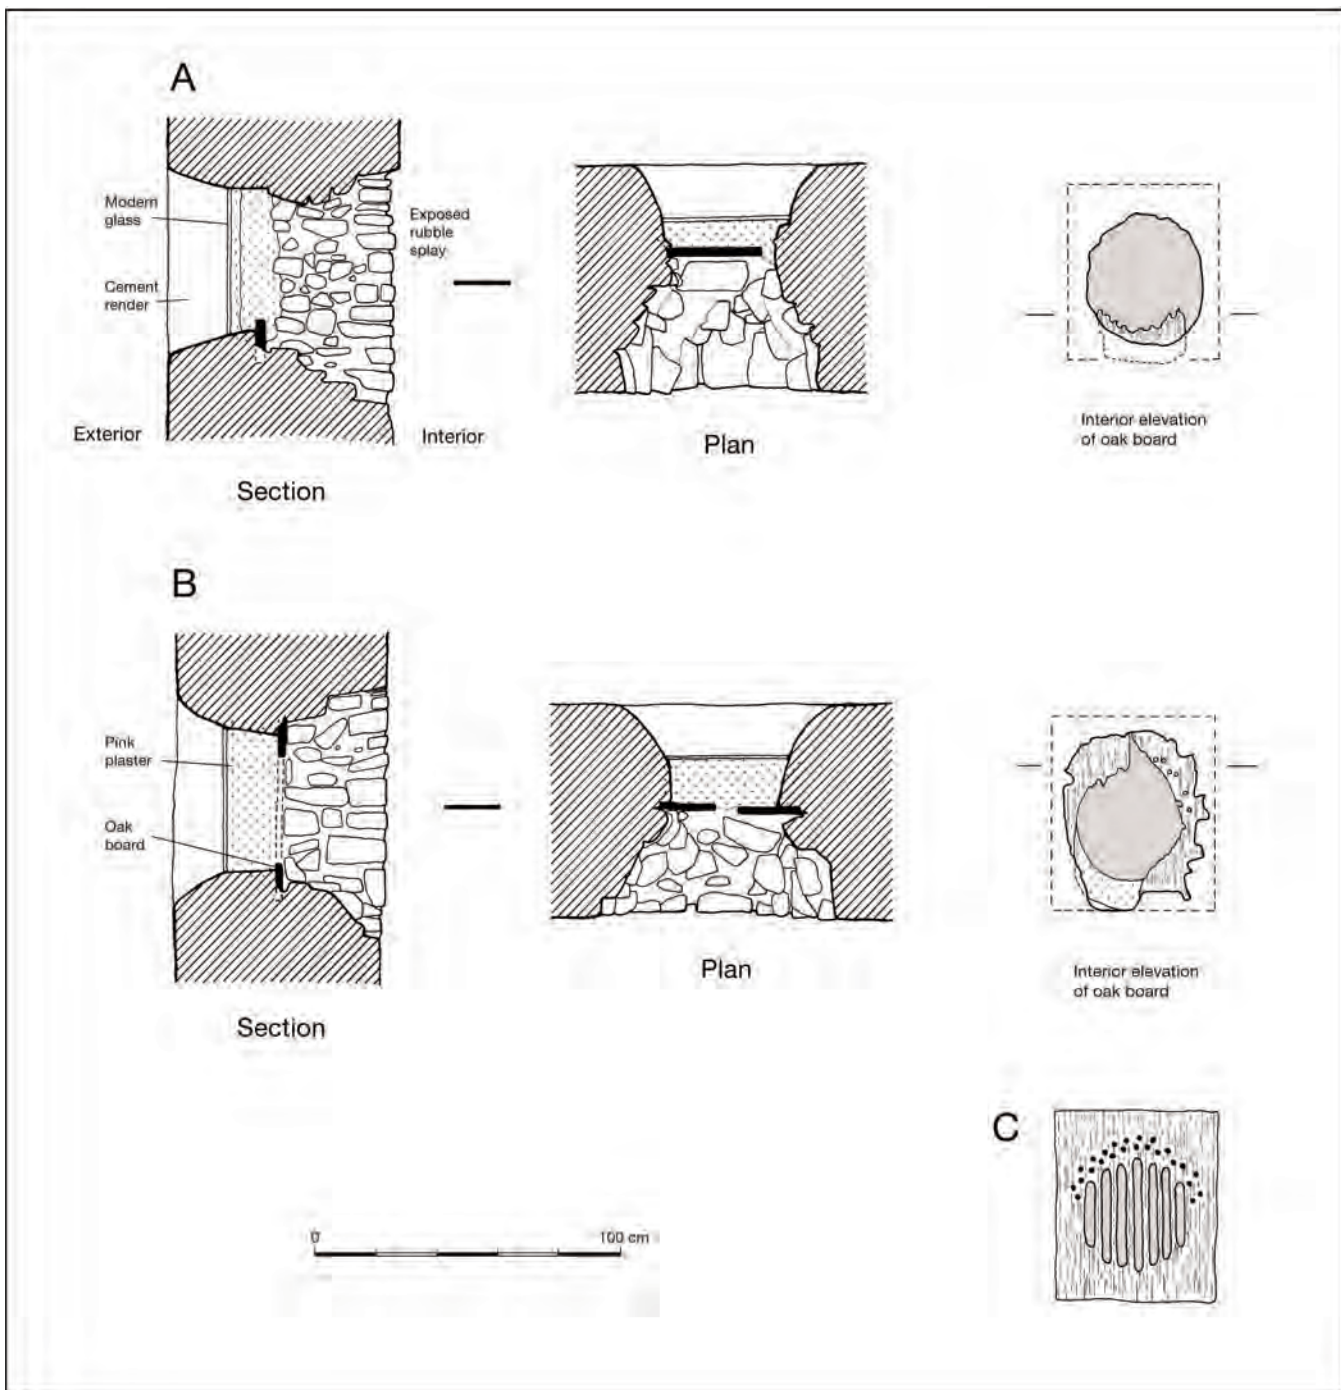 A
Modern
glass
Cement
render
Exposed
rubble
splay
Exterior
Interior
Section
Plan
Interior elevation
of oak board
B
Pink
plaster
Oak
board
Section
Plan
Interior elevation
of oak board
C
0 100 cm